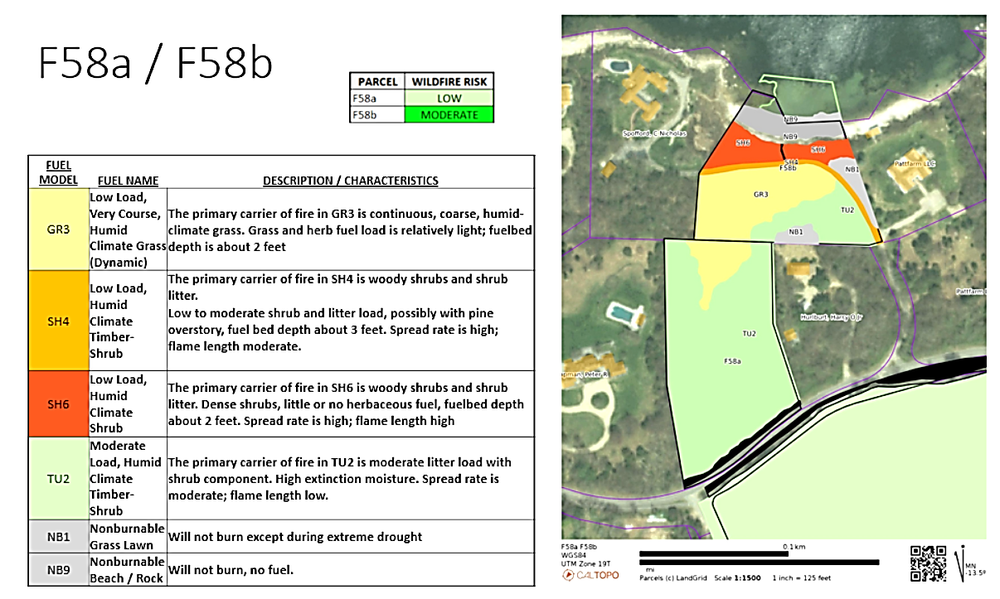 F58a / F58b
PARCEL WILDFIRE RISK
F58a LOW
F58b MODERATE
FUEL
MODEL
FUEL NAME
DESCRIPTION / CHARACTERISTICS
GR3
Low Load,
Very Course,
Humid
Climate Grass
(Dynamic)
The primary carrier of fire in GR3 is continuous, coarse, humid-
climate grass. Grass and herb fuel load is relatively light; fuelbed
depth is about 2 feet
SH4
Low Load,
Humid
Climate
Timber-
Shrub
The primary carrier of fire in SH4 is woody shrubs and shrub
litter.
Low to moderate shrub and litter load, possibly with pine
overstory, fuel bed depth about 3 feet. Spread rate is high;
flame length moderate.
SH6
Low Load,
Humid
Climate
Shrub
The primary carrier of fire in SH6 is woody shrubs and shrub
litter. Dense shrubs, little or no herbaceous fuel, fuelbed depth
about 2 feet. Spread rate is high; flame length high
TU2
Moderate
Load, Humid
Climate
Timber-
Shrub
The primary carrier of fire in TU2 is moderate litter load with
shrub component. High extinction moisture. Spread rate is
moderate; flame length low.
NB1
Nonburnable
Grass Lawn
Will not burn except during extreme drought
NB9
Nonburnable
Beach / Rock
Will not burn, no fuel.
NB9
NB9
Spofford, C Nicholas
SH6
SH6
SH4
F58b
NB1
Pattfarm LLC
GR3
TU2
NB1
Pattfarm
Hurlburt, Harry O Jr
TU2
F58a
apman, Peter R
F58a F58b
WGS84
UTM Zone 19T
CALTOPO
0.1 km
mi
Parcels (c) LandGrid Scale 1:1500 1 inch = 125 feet
MN
-13.5°